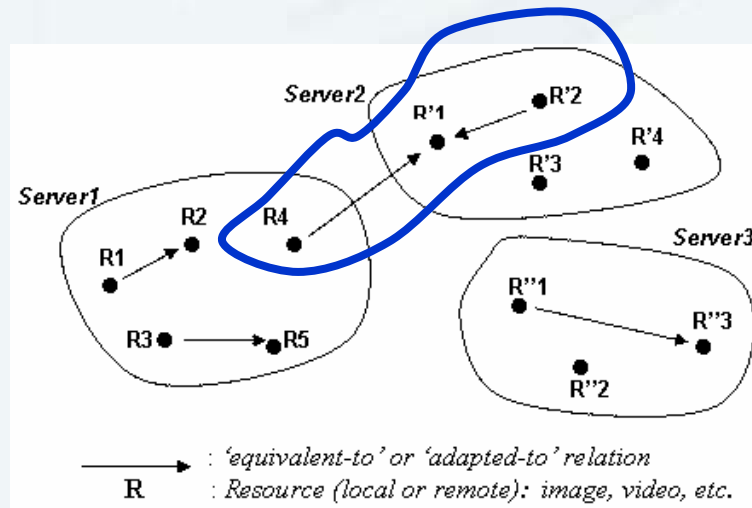 Server2
R'2
R'1
R'4
R'3
Server1
R2
R4
R1
R3
R5
Server3
R''1
R''3
R''2
: 'equivalent-to' or 'adapted-to' relation
R : Resource (local or remote): image, video, etc.